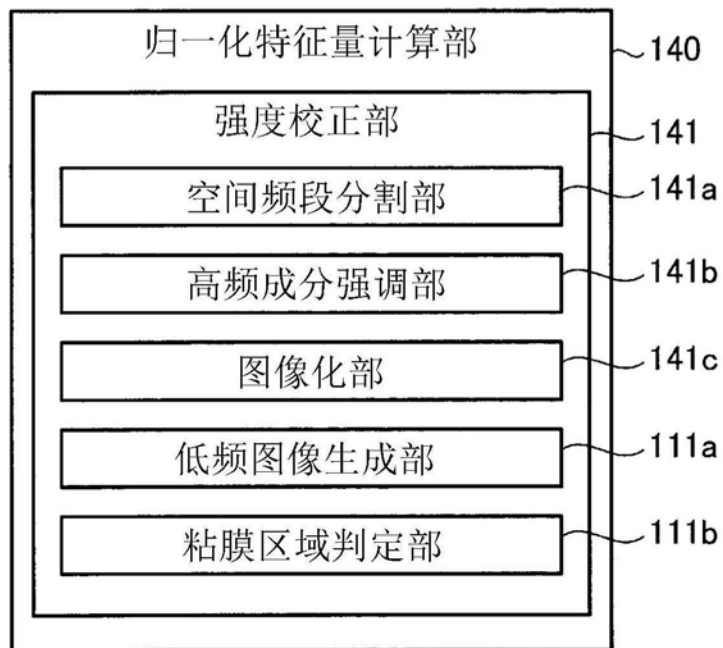 归一化特征量计算部
140
强度校正部
141
空间频段分割部
141a
高频成分强调部
141b
图像化部
141c
低频图像生成部
111a
粘膜区域判定部
111b